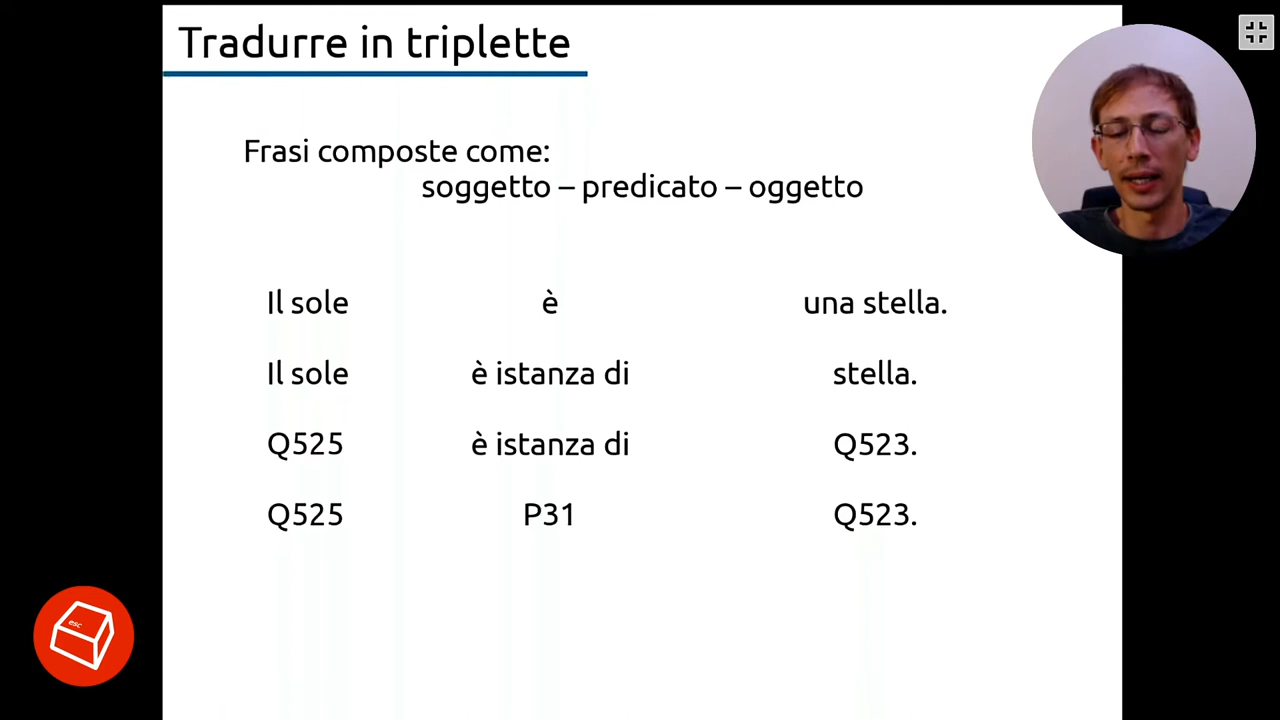 Tradurre in triplette
Frasi composte come:
soggetto – predicato – oggetto
Il sole è una stella.
Il sole è istanza di stella.
Q525 è istanza di Q523.
Q525 P31 Q523.
esc